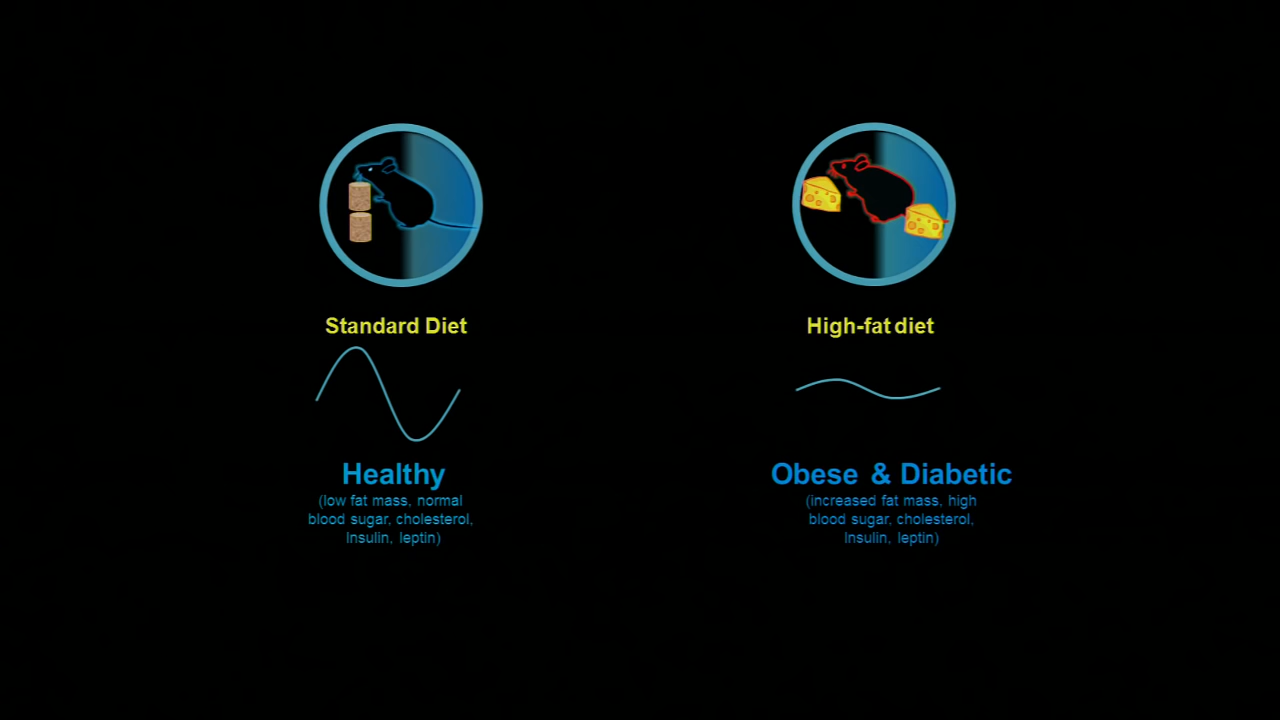 Standard Diet
Healthy
(low fat mass, normal
blood sugar, cholesterol,
Insulin, leptin)
High-fat diet
Obese & Diabetic
(increased fat mass, high
blood sugar, cholesterol,
Insulin, leptin)